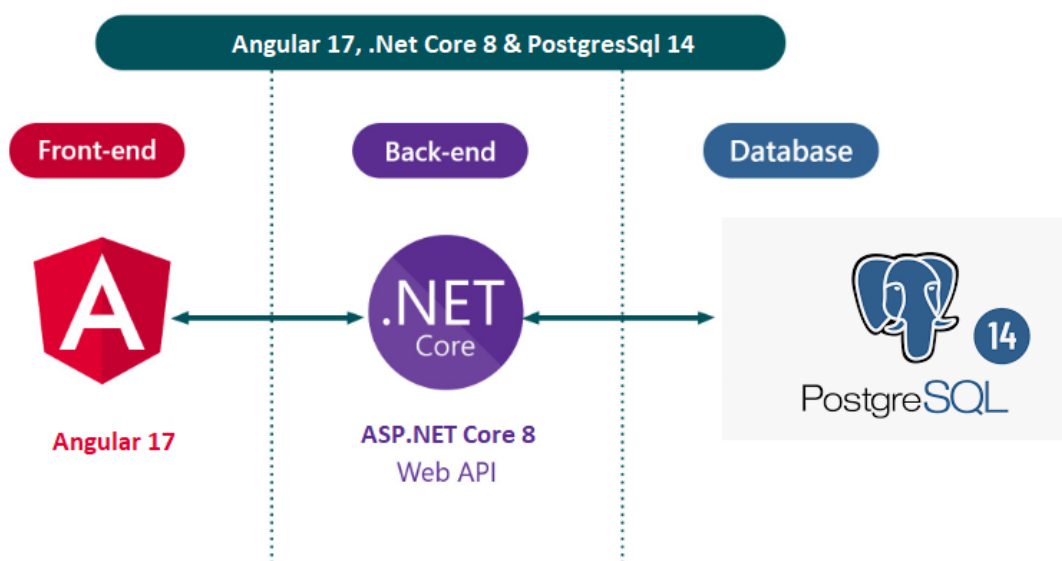 Angular 17, .Net Core 8 & PostgresSql 14
Front-end
Back-end
Database
A
.NET
Core
14
PostgreSQL
Angular 17
ASP.NET Core 8
Web API